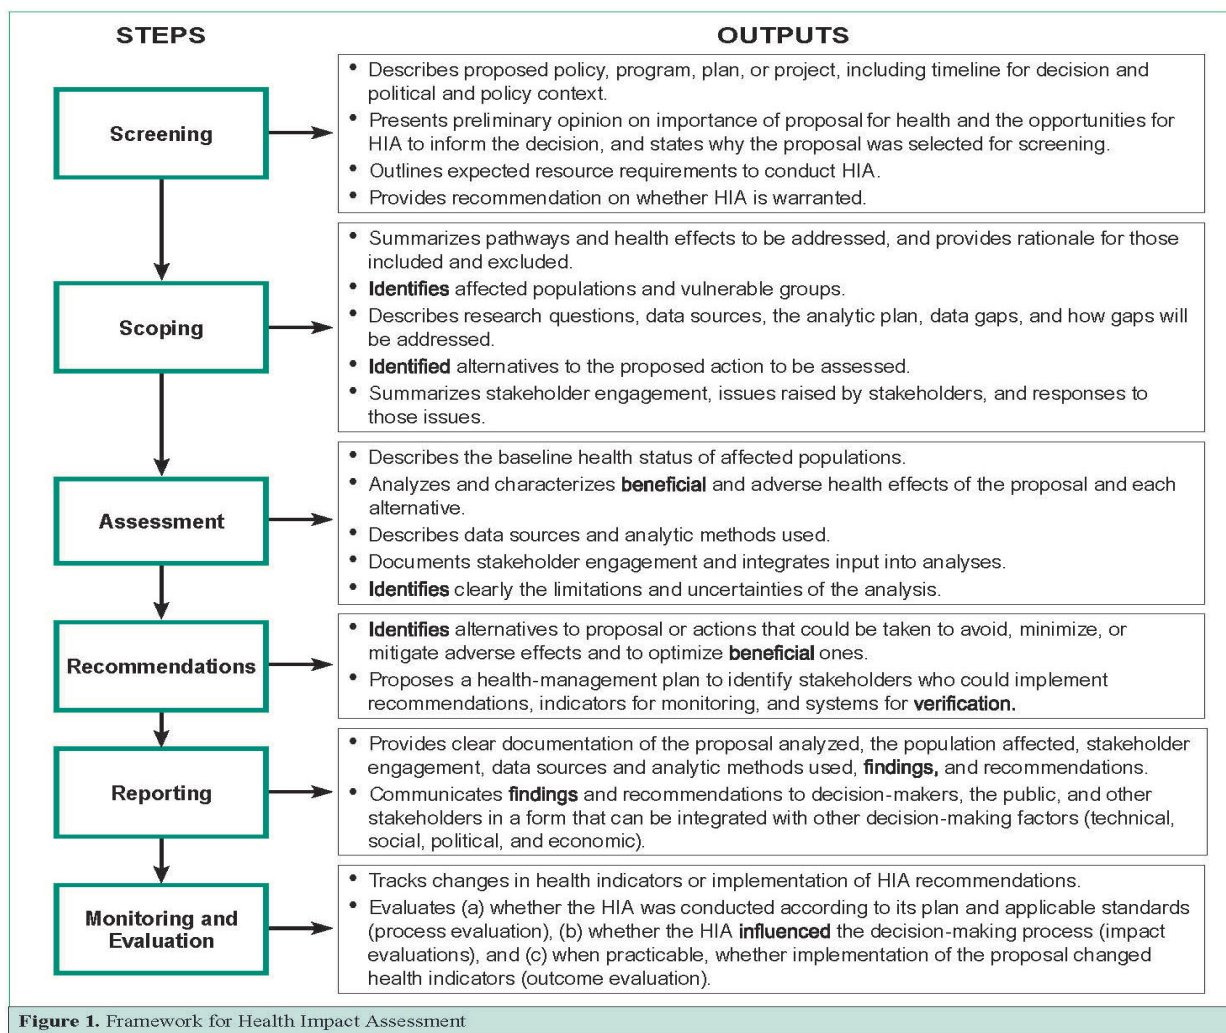 STEPS
OUTPUTS
Screening
• Describes proposed policy, program, plan, or project, including timeline for decision and
political and policy context.
• Presents preliminary opinion on importance of proposal for health and the opportunities for
HIA to inform the decision, and states why the proposal was selected for screening.
• Outlines expected resource requirements to conduct HIA.
• Provides recommendation on whether HIA is warranted.
Scoping
• Summarizes pathways and health effects to be addressed, and provides rationale for those
included and excluded.
• Identifies affected populations and vulnerable groups.
• Describes research questions, data sources, the analytic plan, data gaps, and how gaps will
be addressed.
• Identified alternatives to the proposed action to be assessed.
• Summarizes stakeholder engagement, issues raised by stakeholders, and responses to
those issues.
Assessment
• Describes the baseline health status of affected populations.
• Analyzes and characterizes beneficial and adverse health effects of the proposal and each
alternative.
• Describes data sources and analytic methods used.
• Documents stakeholder engagement and integrates input into analyses.
• Identifies clearly the limitations and uncertainties of the analysis.
Recommendations
• Identifies alternatives to proposal or actions that could be taken to avoid, minimize, or
mitigate adverse effects and to optimize beneficial ones.
• Proposes a health-management plan to identify stakeholders who could implement
recommendations, indicators for monitoring, and systems for verification.
Reporting
• Provides clear documentation of the proposal analyzed, the population affected, stakeholder
engagement, data sources and analytic methods used, findings, and recommendations.
• Communicates findings and recommendations to decision-makers, the public, and other
stakeholders in a form that can be integrated with other decision-making factors (technical,
social, political, and economic).
Monitoring and
Evaluation
• Tracks changes in health indicators or implementation of HIA recommendations.
• Evaluates (a) whether the HIA was conducted according to its plan and applicable standards
(process evaluation), (b) whether the HIA influenced the decision-making process (impact
evaluations), and (c) when practicable, whether implementation of the proposal changed
health indicators (outcome evaluation).
Figure 1. Framework for Health Impact Assessment